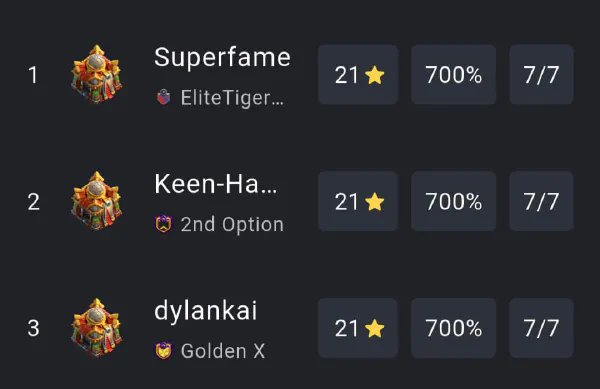 1
Superfame
EliteTiger...
21 ⭐ 700% 7/7
2
Keen-Ha...
2nd Option
21 ⭐ 700% 7/7
3
dylankai
Golden X
21 ⭐ 700% 7/7